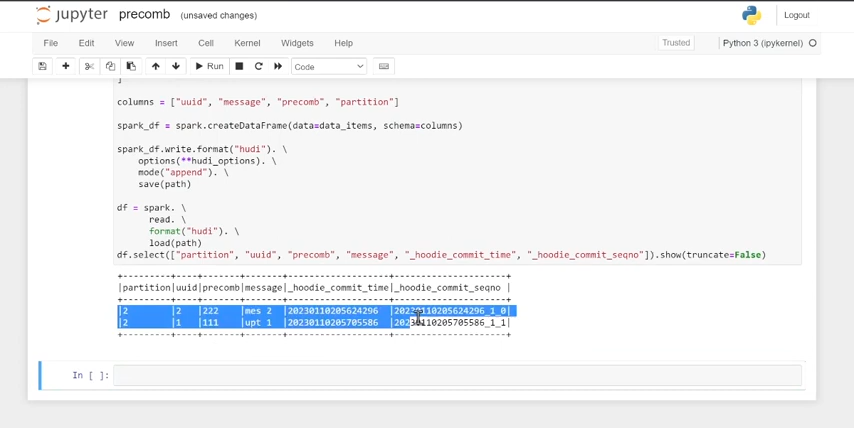 jupyter precomb (unsaved changes) Logout
File Edit View Insert Cell Kernel Widgets Help Trusted Python 3 (ipykernel)
Run Code
]
columns = ["uuid", "message", "precomb", "partition"]
spark_df = spark.createDataFrame(data=data_items, schema=columns)
spark_df.write.format("hudi"). \
options(**hudi_options). \
mode("append"). \
save(path)
df = spark. \
read. \
format("hudi"). \
load(path)
df.select(["partition", "uuid", "precomb", "message", "_hoodie_commit_time", "_hoodie_commit_seqno"]).show(truncate=False)
+---------+----+-------+-------+-------------------+---------------------+
|partition|uuid|precomb|message|_hoodie_commit_time|_hoodie_commit_seqno |
+---------+----+-------+-------+-------------------+---------------------+
|2 |2 |222 |mes 2 |20230110205624296 |20230110205624296_1_0|
|2 |1 |111 |upt 1 |20230110205705586 |20230110205705586_1_1|
+---------+----+-------+-------+-------------------+---------------------+
In [ ]: